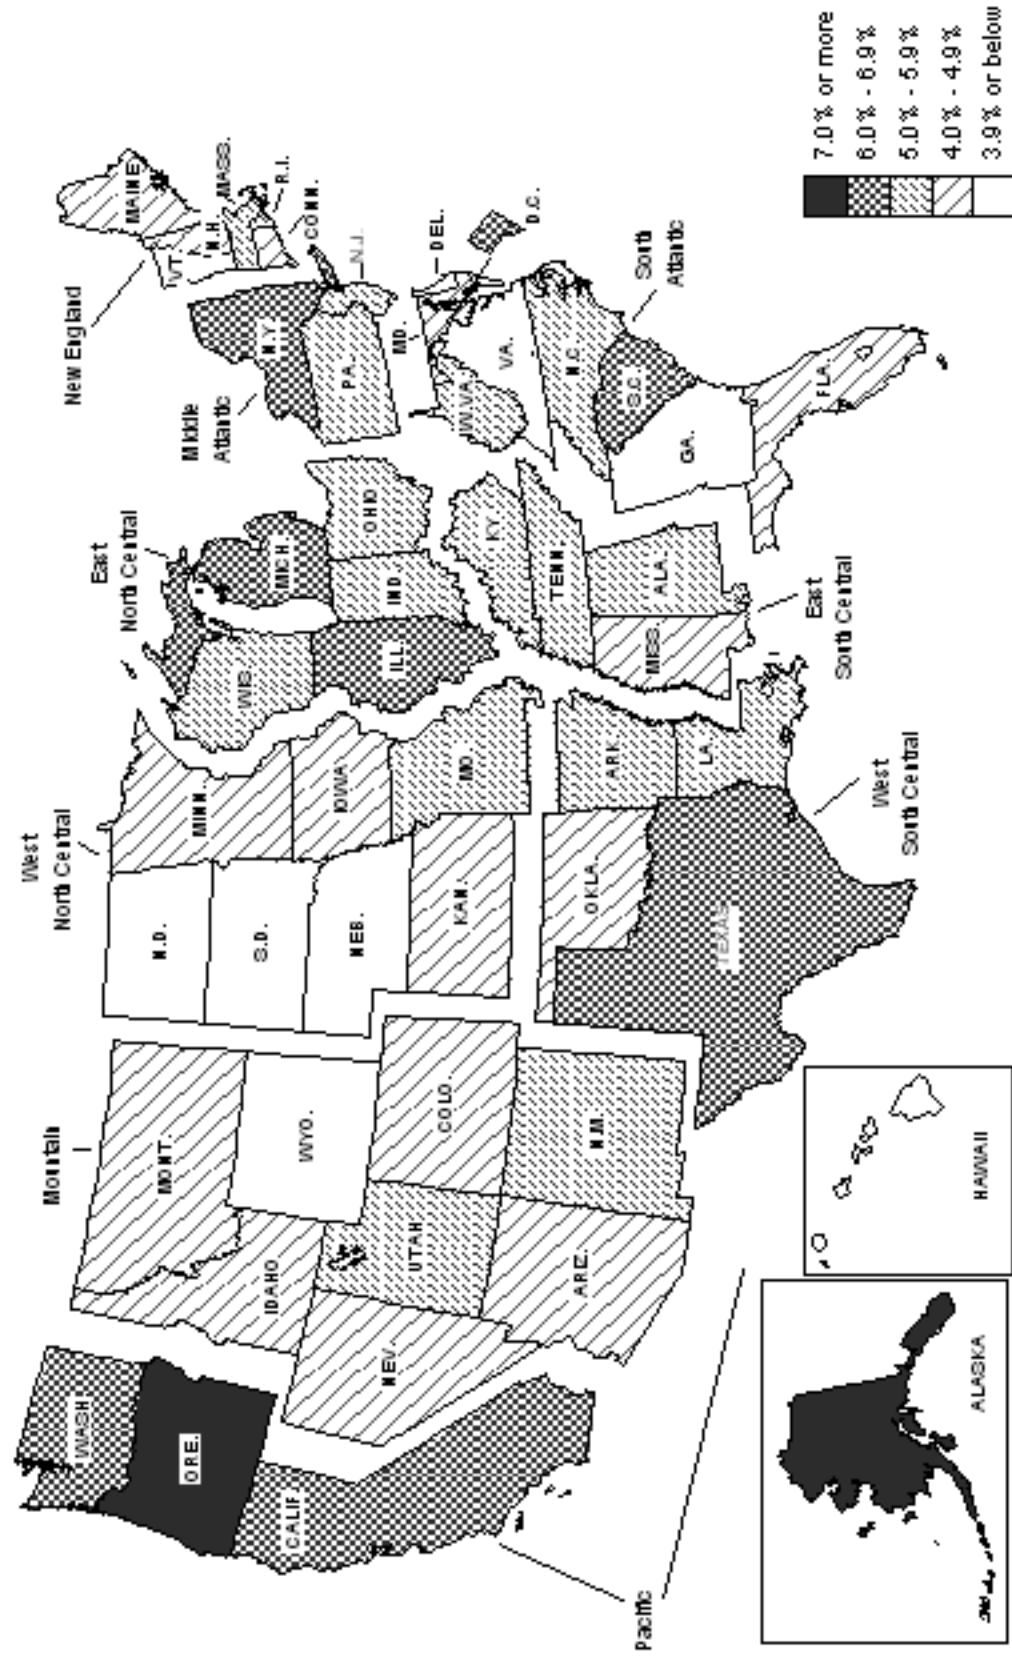 Pacific
WASH
ORE.
CALIF.
Mountain
MONT.
IDAHO
WYO.
NEV.
UTAH
COLO.
ARIZ.
N.M.
West
North Central
N.D.
S.D.
NEB.
KAN.
MINN.
IOWA
MO.
West
South Central
OKLA.
TEXAS
ARK.
LA.
East
North Central
WIS.
MICH.
ILL.
IND
OHIO
East
South Central
KY
TENN.
MISS.
ALA.
Middle
Atlantic
N.Y.
PA.
N.J.
New England
MAINE
VT.
N.H
MASS.
R.I.
CONN.
South
Atlantic
DEL.
D.C.
MD.
W.VA.
VA.
N.C.
S.C.
GA.
FLA.
ALASKA
HAWAII
7.0% or more
6.0% - 6.9%
5.0% - 5.9%
4.0% - 4.9%
3.9% or below